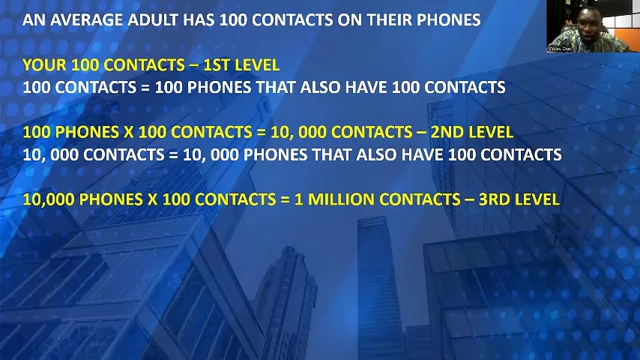 AN AVERAGE ADULT HAS 100 CONTACTS ON THEIR PHONES
YOUR 100 CONTACTS – 1ST LEVEL
100 CONTACTS = 100 PHONES THAT ALSO HAVE 100 CONTACTS
100 PHONES X 100 CONTACTS = 10, 000 CONTACTS – 2ND LEVEL
10, 000 CONTACTS = 10, 000 PHONES THAT ALSO HAVE 100 CONTACTS
10,000 PHONES X 100 CONTACTS = 1 MILLION CONTACTS – 3RD LEVEL